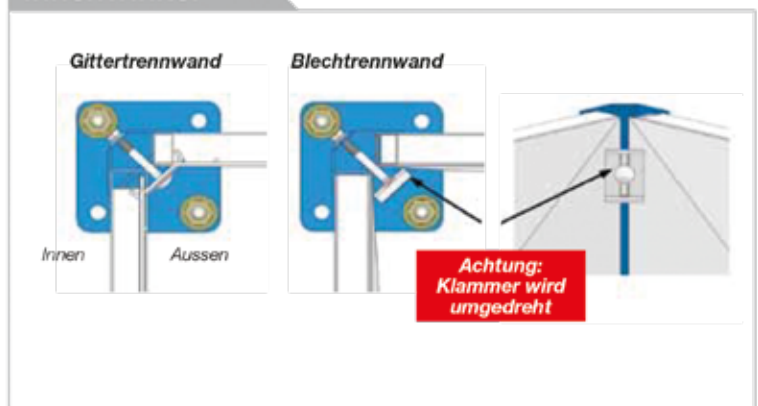 Gittertrennwand
Blechtrennwand
Innen
Aussen
Achtung:
Klammer wird
umgedreht